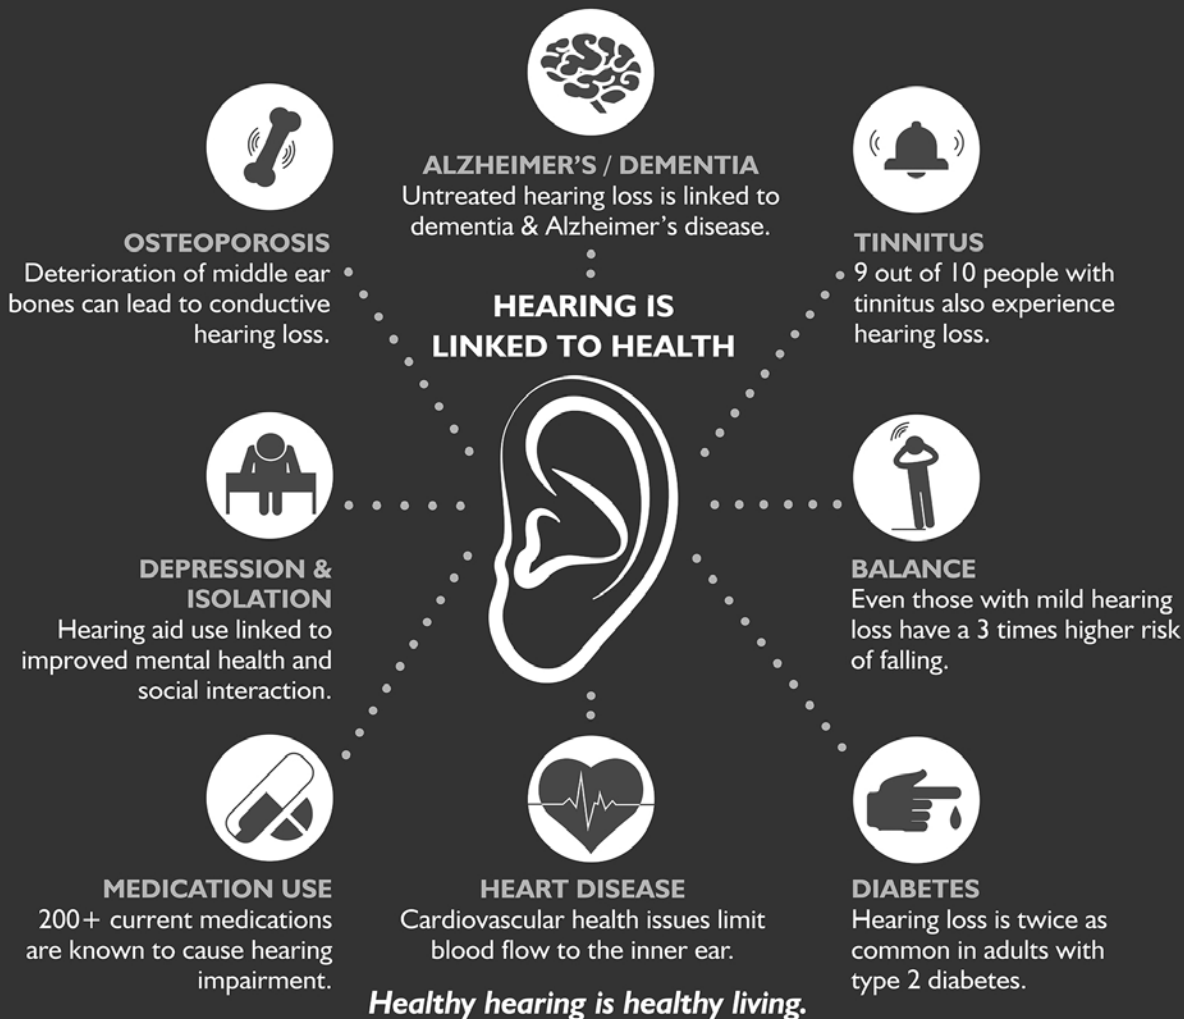 ALZHEIMER'S / DEMENTIA
Untreated hearing loss is linked to
dementia & Alzheimer's disease.
OSTEOPOROSIS
Deterioration of middle ear
bones can lead to conductive
hearing loss.
TINNITUS
9 out of 10 people with
tinnitus also experience
hearing loss.
HEARING IS
LINKED TO HEALTH
DEPRESSION &
ISOLATION
Hearing aid use linked to
improved mental health and
social interaction.
BALANCE
Even those with mild hearing
loss have a 3 times higher risk
of falling.
MEDICATION USE
200+ current medications
are known to cause hearing
impairment.
HEART DISEASE
Cardiovascular health issues limit
blood flow to the inner ear.
DIABETES
Hearing loss is twice as
common in adults with
type 2 diabetes.
Healthy hearing is healthy living.